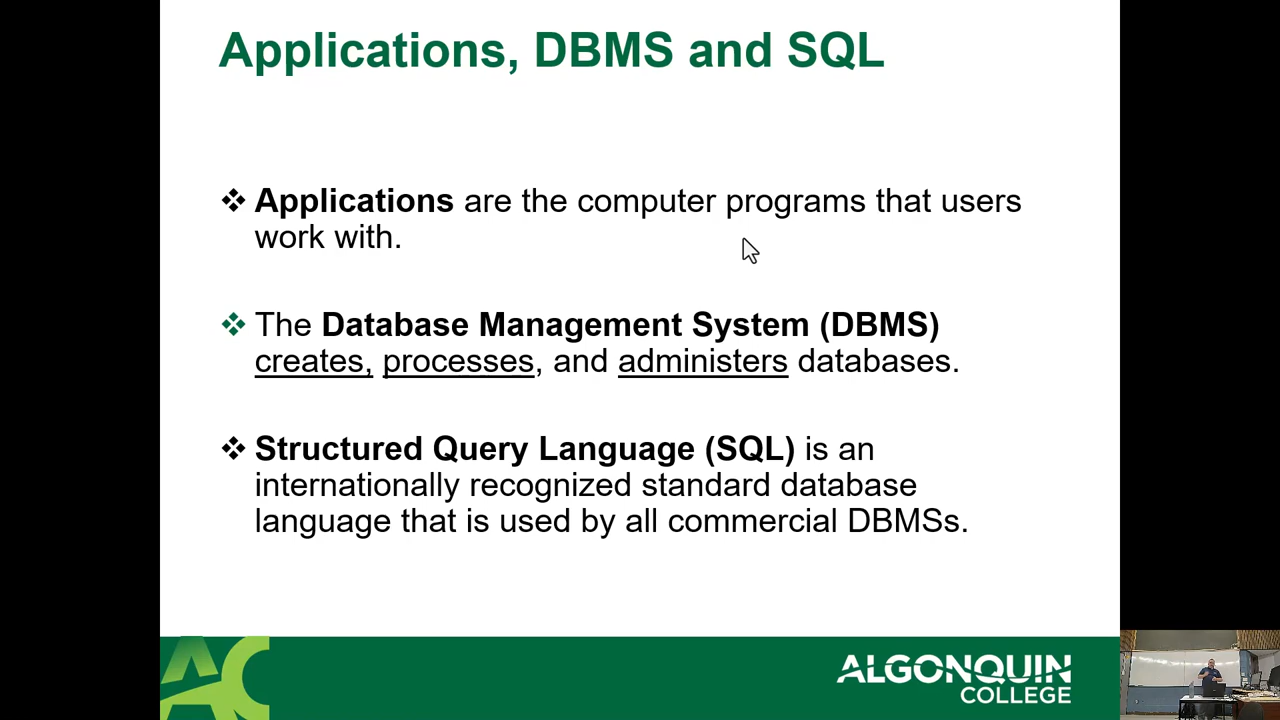 Applications, DBMS and SQL
❖ Applications are the computer programs that users
work with.
❖ The Database Management System (DBMS)
creates, processes, and administers databases.
❖ Structured Query Language (SQL) is an
internationally recognized standard database
language that is used by all commercial DBMSs.
AC
ALGONQUIN
COLLEGE